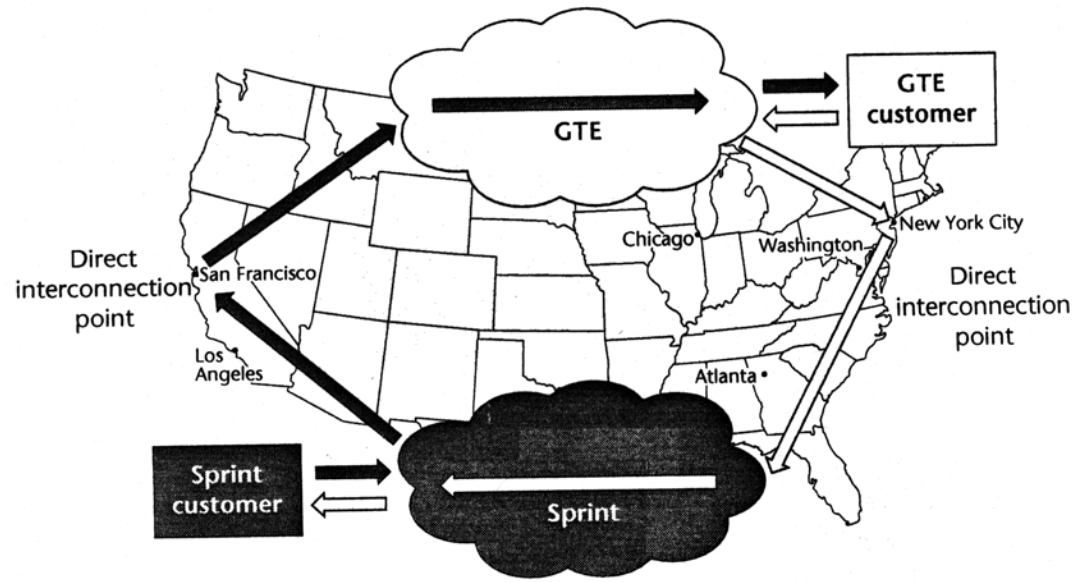 GTE
GTE
customer
New York City
Chicago
Washington
Direct
interconnection
point
San Francisco
Direct
interconnection
point
Los
Angeles
Atlanta
Sprint
customer
Sprint